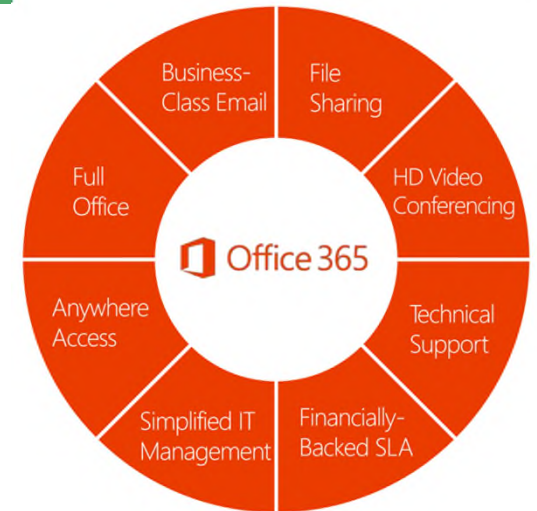 Business-
Class Email
File
Sharing
HD Video
Conferencing
Technical
Support
Financially-
Backed SLA
Simplified IT
Management
Anywhere
Access
Full
Office
Office 365